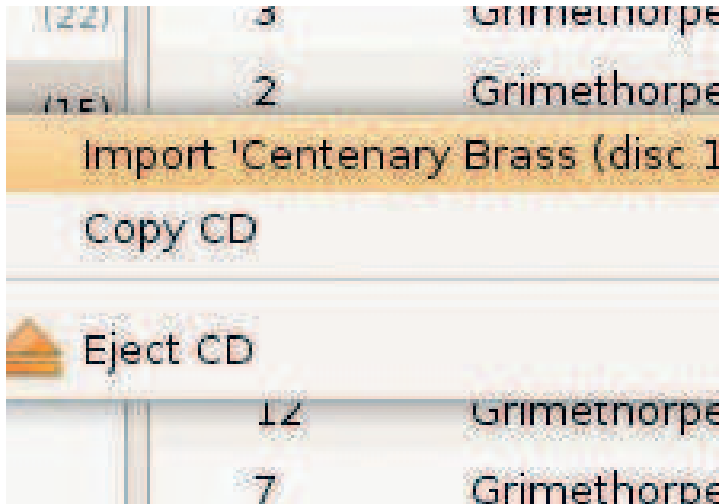 (22) 3 Grimethorpe
2 Grimethorpe
(15)
Import 'Centenary Brass (disc 1
Copy CD
Eject CD
12 Grimethorpe
7 Grimethorpe